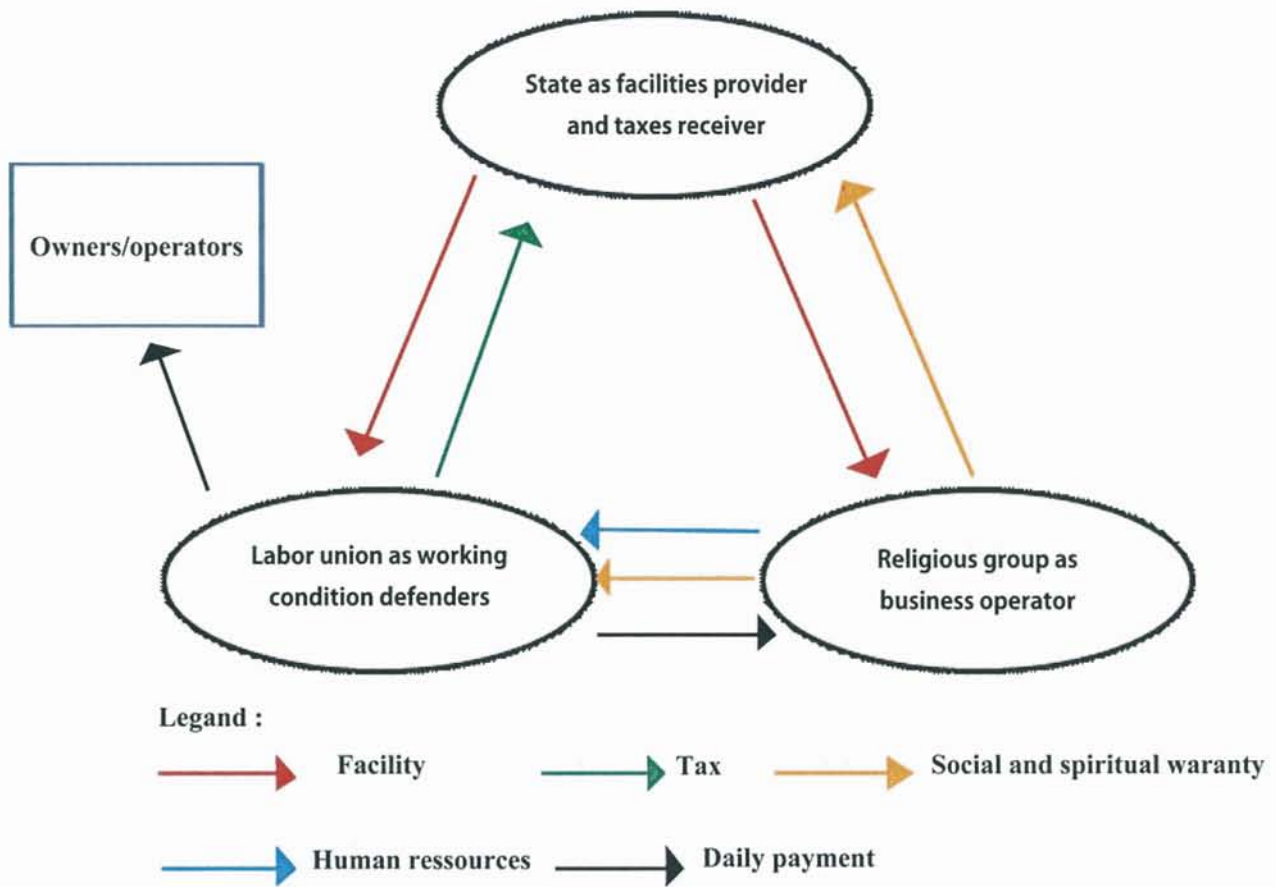 State as facilities provider
and taxes receiver
Owners/operators
Labor union as working
condition defenders
Religious group as
business operator
Legand :
Facility
Tax
Social and spiritual waranty
Human ressources
Daily payment